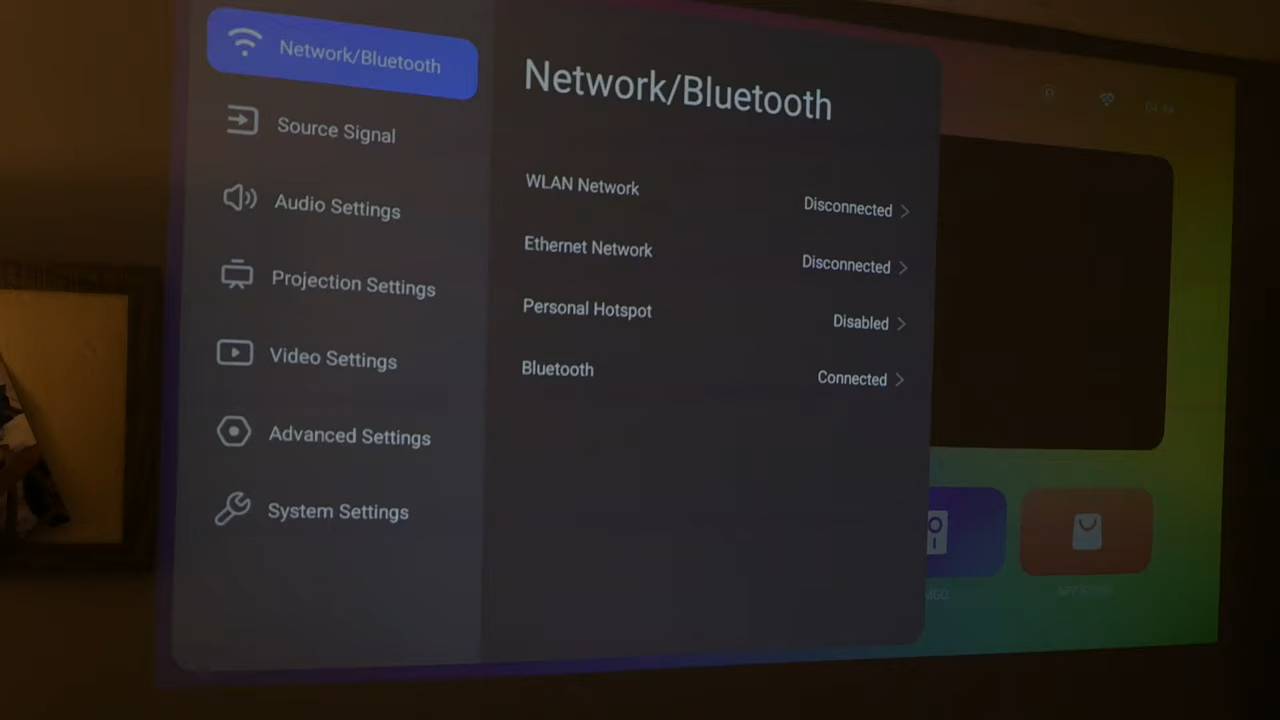 Network/Bluetooth
Source Signal
Audio Settings
Projection Settings
Video Settings
Advanced Settings
System Settings
Network/Bluetooth
WLAN Network
Disconnected
Ethernet Network
Disconnected
Personal Hotspot
Disabled
Bluetooth
Connected